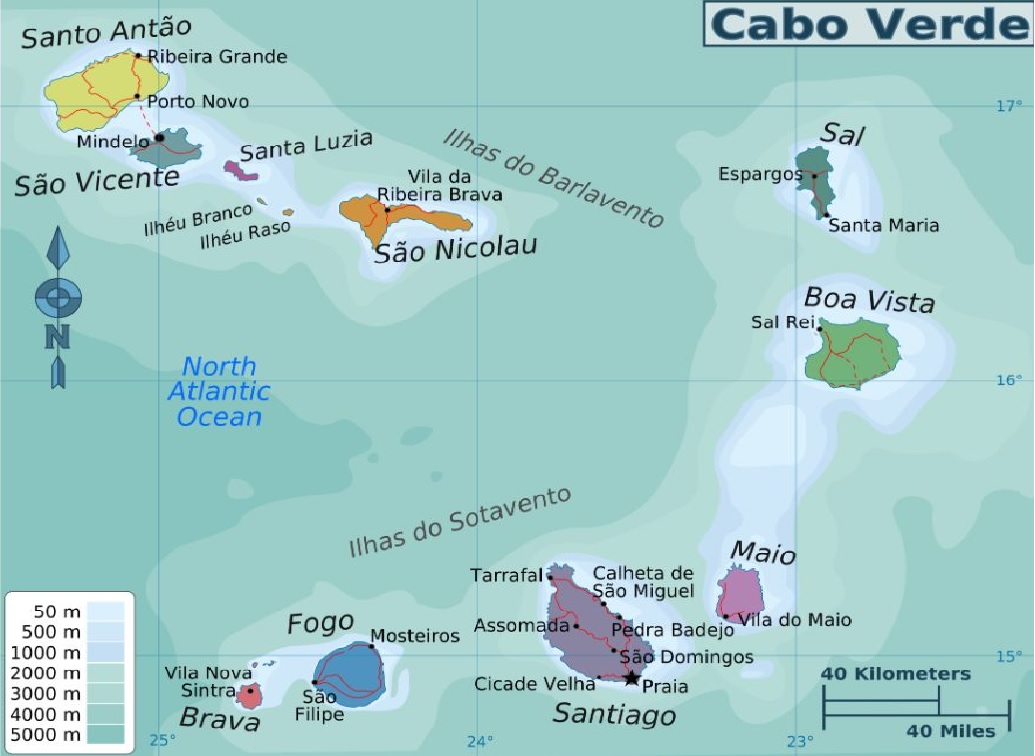 Cabo Verde
Santo Antão
Ribeira Grande
Porto Novo
17°
Mindelo
Santa Luzia
São Vicente
Ilhas do Barlavento
Sal
Espargos
Santa Maria
Vila da
Ribeira Brava
Ilhéu Branco
Ilhéu Raso
São Nicolau
N
Boa Vista
Sal Rei
North
Atlantic
Ocean
16°
Ilhas do Sotavento
Maio
Vila do Maio
Tarrafal
Calheta de
São Miguel
Assomada
Pedra Badejo
São Domingos
Cicade Velha
Praia
Santiago
Fogo
Mosteiros
São
Filipe
Vila Nova
Sintra
Brava
15°
50 m
500 m
1000 m
2000 m
3000 m
4000 m
5000 m
40 Kilometers
40 Miles
25°
24°
23°